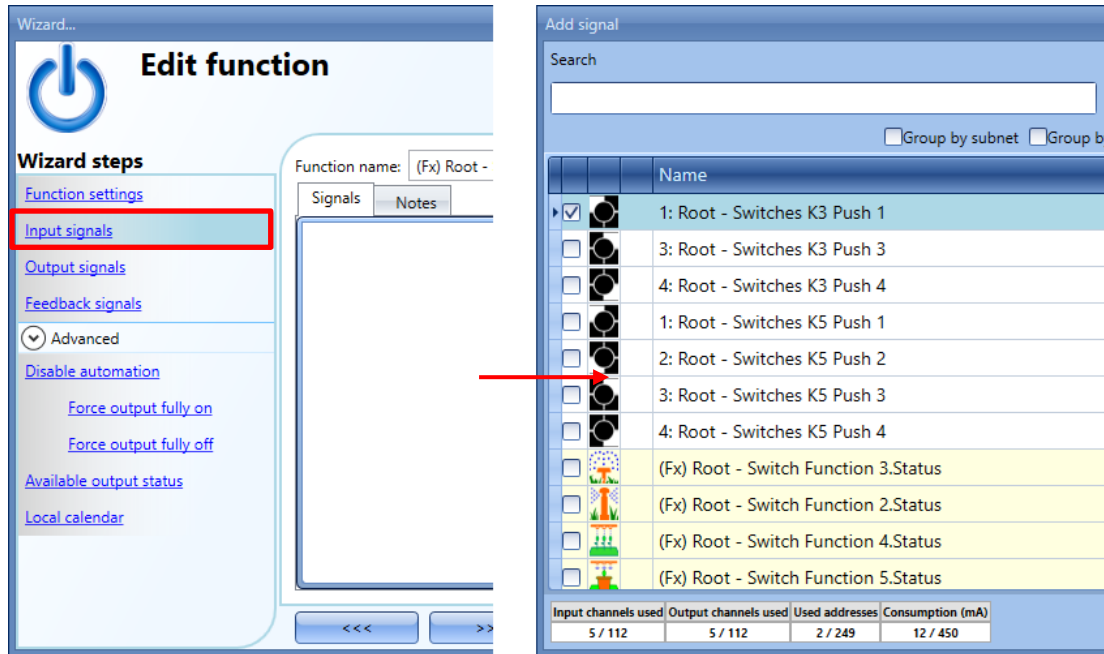 Wizard...
Edit function
Wizard steps
Function settings
Input signals
Output signals
Feedback signals
Advanced
Disable automation
Force output fully on
Force output fully off
Available output status
Local calendar
Function name: (Fx) Root -
Signals Notes
<<< >>
Add signal
Search
Group by subnet Group b
Name
1: Root - Switches K3 Push 1
3: Root - Switches K3 Push 3
4: Root - Switches K3 Push 4
1: Root - Switches K5 Push 1
2: Root - Switches K5 Push 2
3: Root - Switches K5 Push 3
4: Root - Switches K5 Push 4
(Fx) Root - Switch Function 3.Status
(Fx) Root - Switch Function 2.Status
(Fx) Root - Switch Function 4.Status
(Fx) Root - Switch Function 5.Status
Input channels used Output channels used Used addresses Consumption (mA)
5 / 112 5 / 112 2 / 249 12 / 450